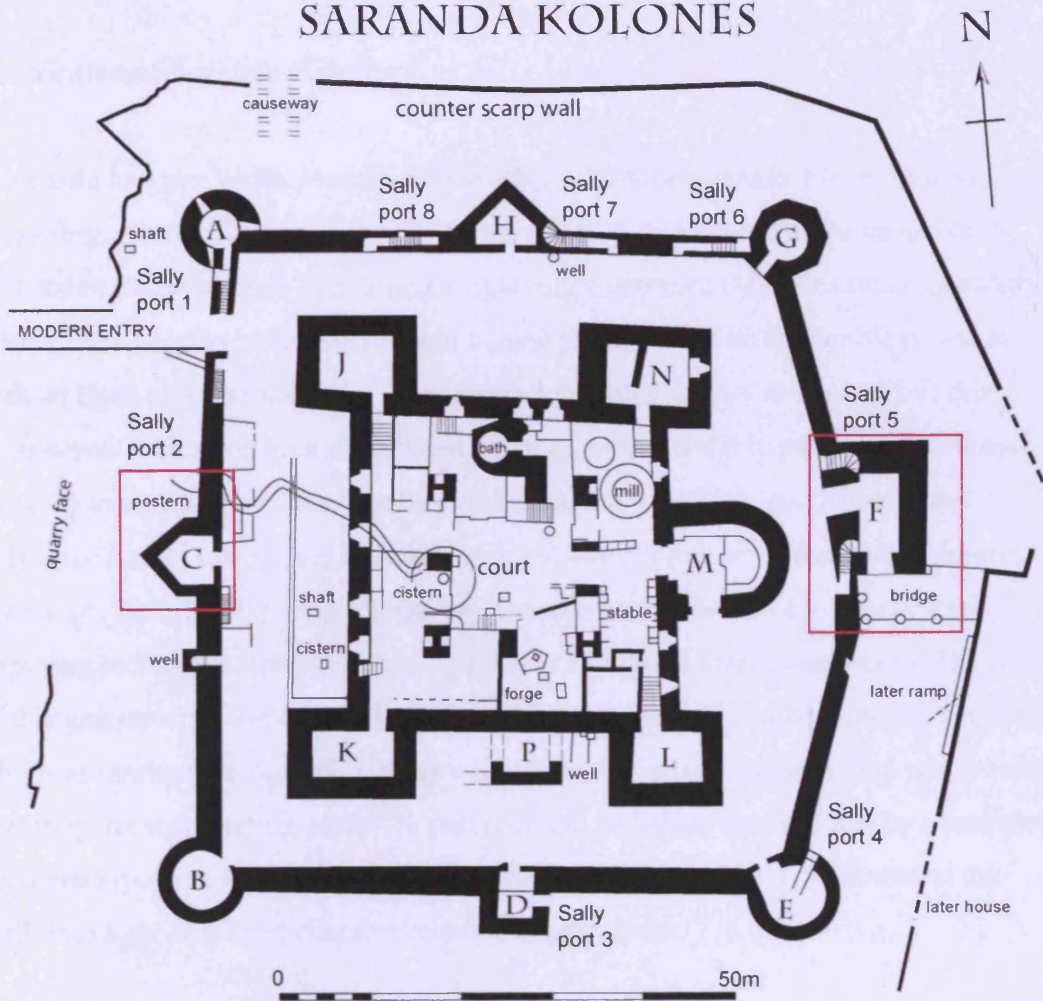 SARANDA KOLONES
N
causeway
counter scarp wall
Sally
port 8
Sally
port 7
Sally
port 6
A
H
G
shaft
well
Sally
port 1
MODERN ENTRY
J
N
Sally
port 2
Sally
port 5
bath
postern
mill
F
quarry face
C
M
court
cistern
shaft
stable
bridge
well
cistern
forge
later ramp
K
P
L
well
Sally
port 4
B
D
E
Sally
port 3
later house
0
50m